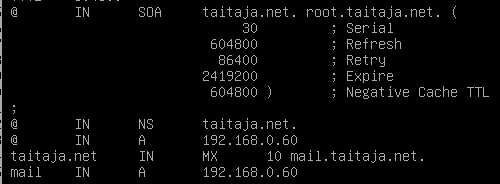 @ IN SOA taitaja.net. root.taitaja.net. (
30 ; Serial
604800 ; Refresh
86400 ; Retry
2419200 ; Expire
604800 ) ; Negative Cache TTL
;
@ IN NS taitaja.net.
@ IN A 192.168.0.60
taitaja.net IN MX 10 mail.taitaja.net.
mail IN A 192.168.0.60